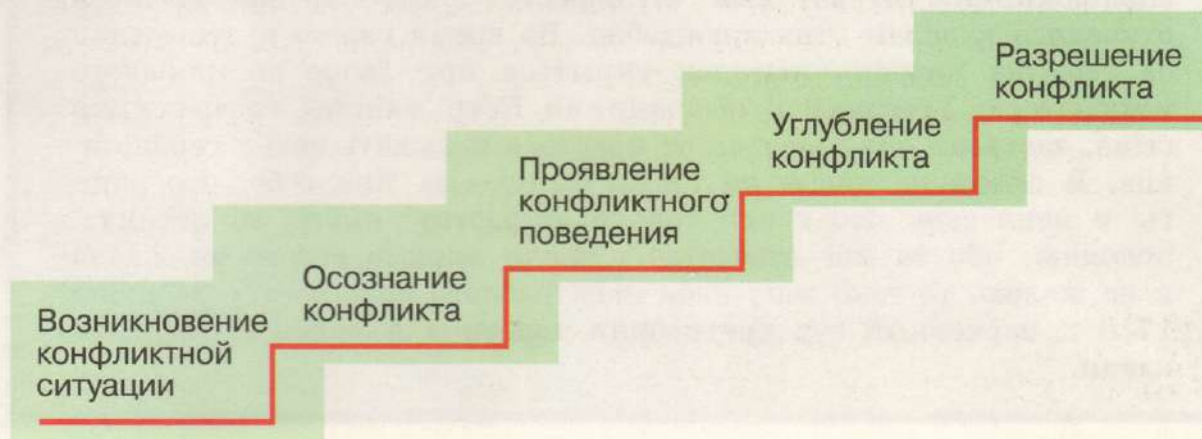 Возникновение
конфликтной
ситуации
Осознание
конфликта
Проявление
конфликтного
поведения
Углубление
конфликта
Разрешение
конфликта